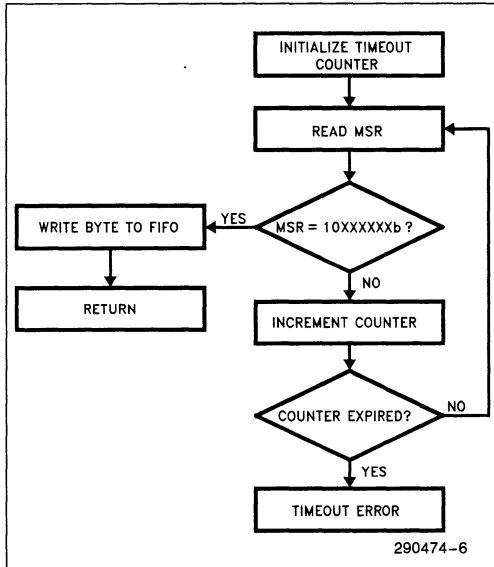 INITIALIZE TIMEOUT
COUNTER
READ MSR
MSR = 10XXXXXXb ?
YES
WRITE BYTE TO FIFO
RETURN
NO
INCREMENT COUNTER
COUNTER EXPIRED?
NO
YES
TIMEOUT ERROR
290474-6